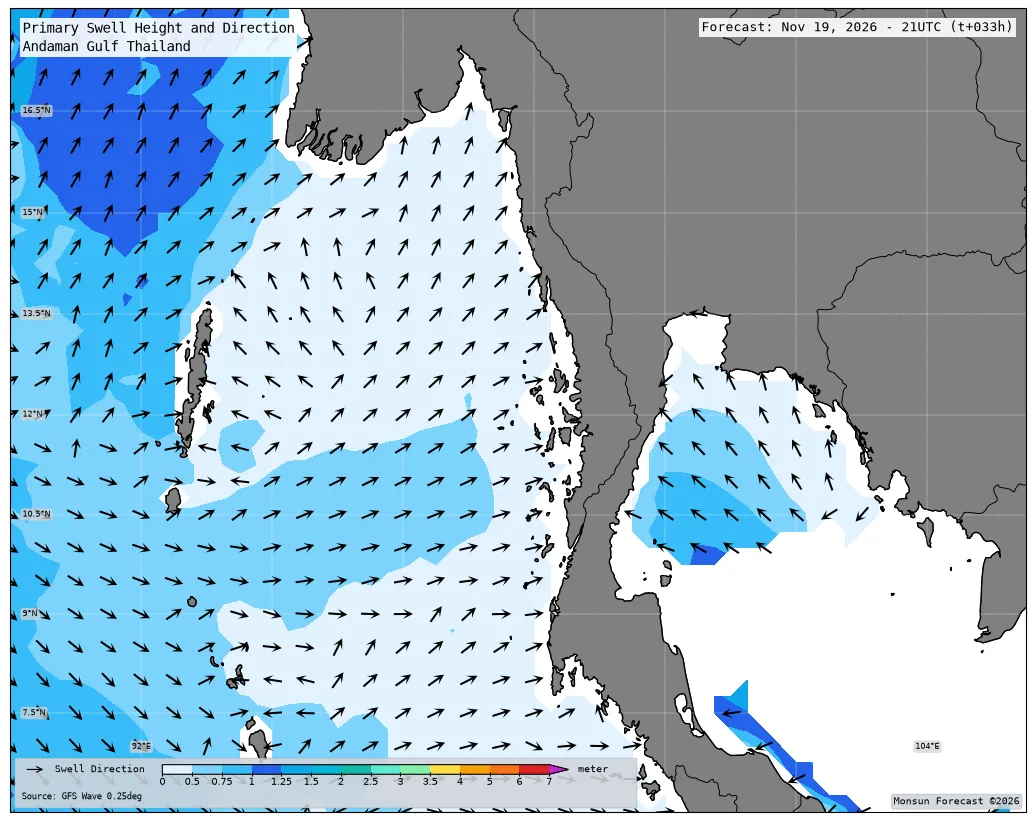 Primary Swell Height and Direction
Andaman Gulf Thailand
Forecast: Nov 19, 2026 - 21UTC (t+033h)
16.5°N
15°N
13.5°N
12°N
10.5°N
9°N
7.5°N
92°E
104°E
Swell Direction
meter
0 0.5 0.75 1 1.25 1.5 2 2.5 3 3.5 4 5 6
Source: GFS Wave 0.25deg
Monsun Forecast ©2026